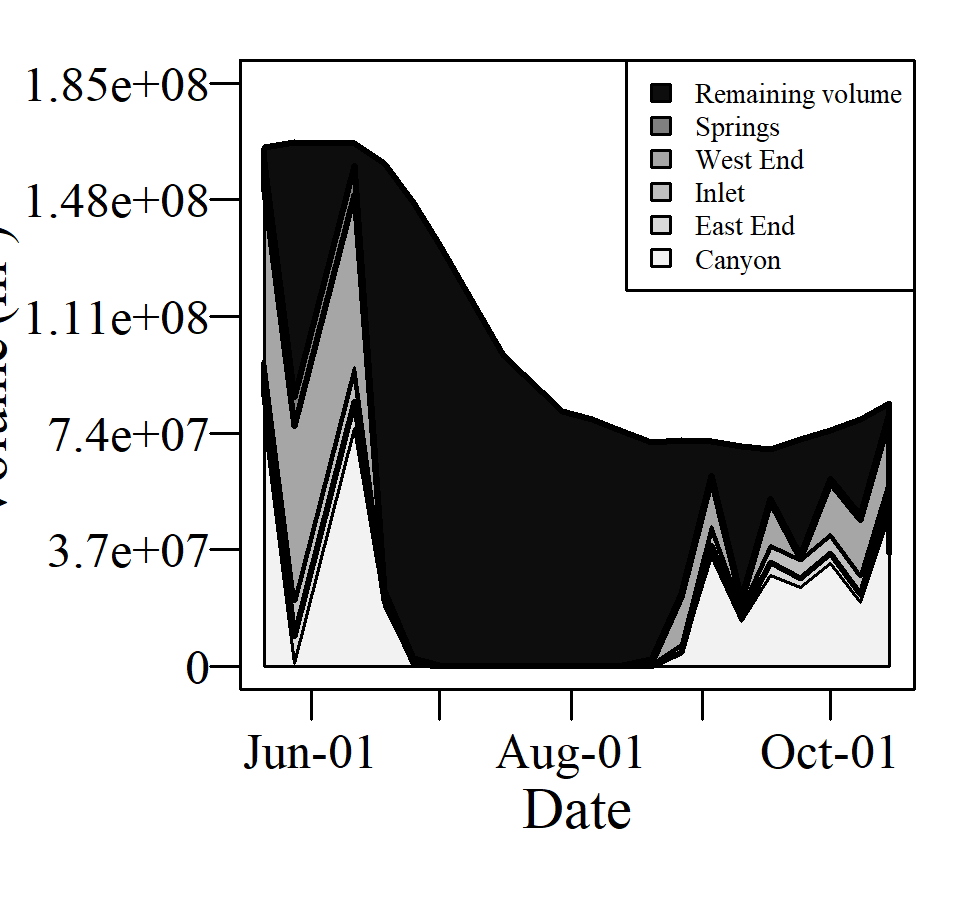 1.85e+08
1.48e+08
1.11e+08
7.4e+07
3.7e+07
0
Remaining volume
Springs
West End
Inlet
East End
Canyon
Jun-01
Aug-01
Oct-01
Date